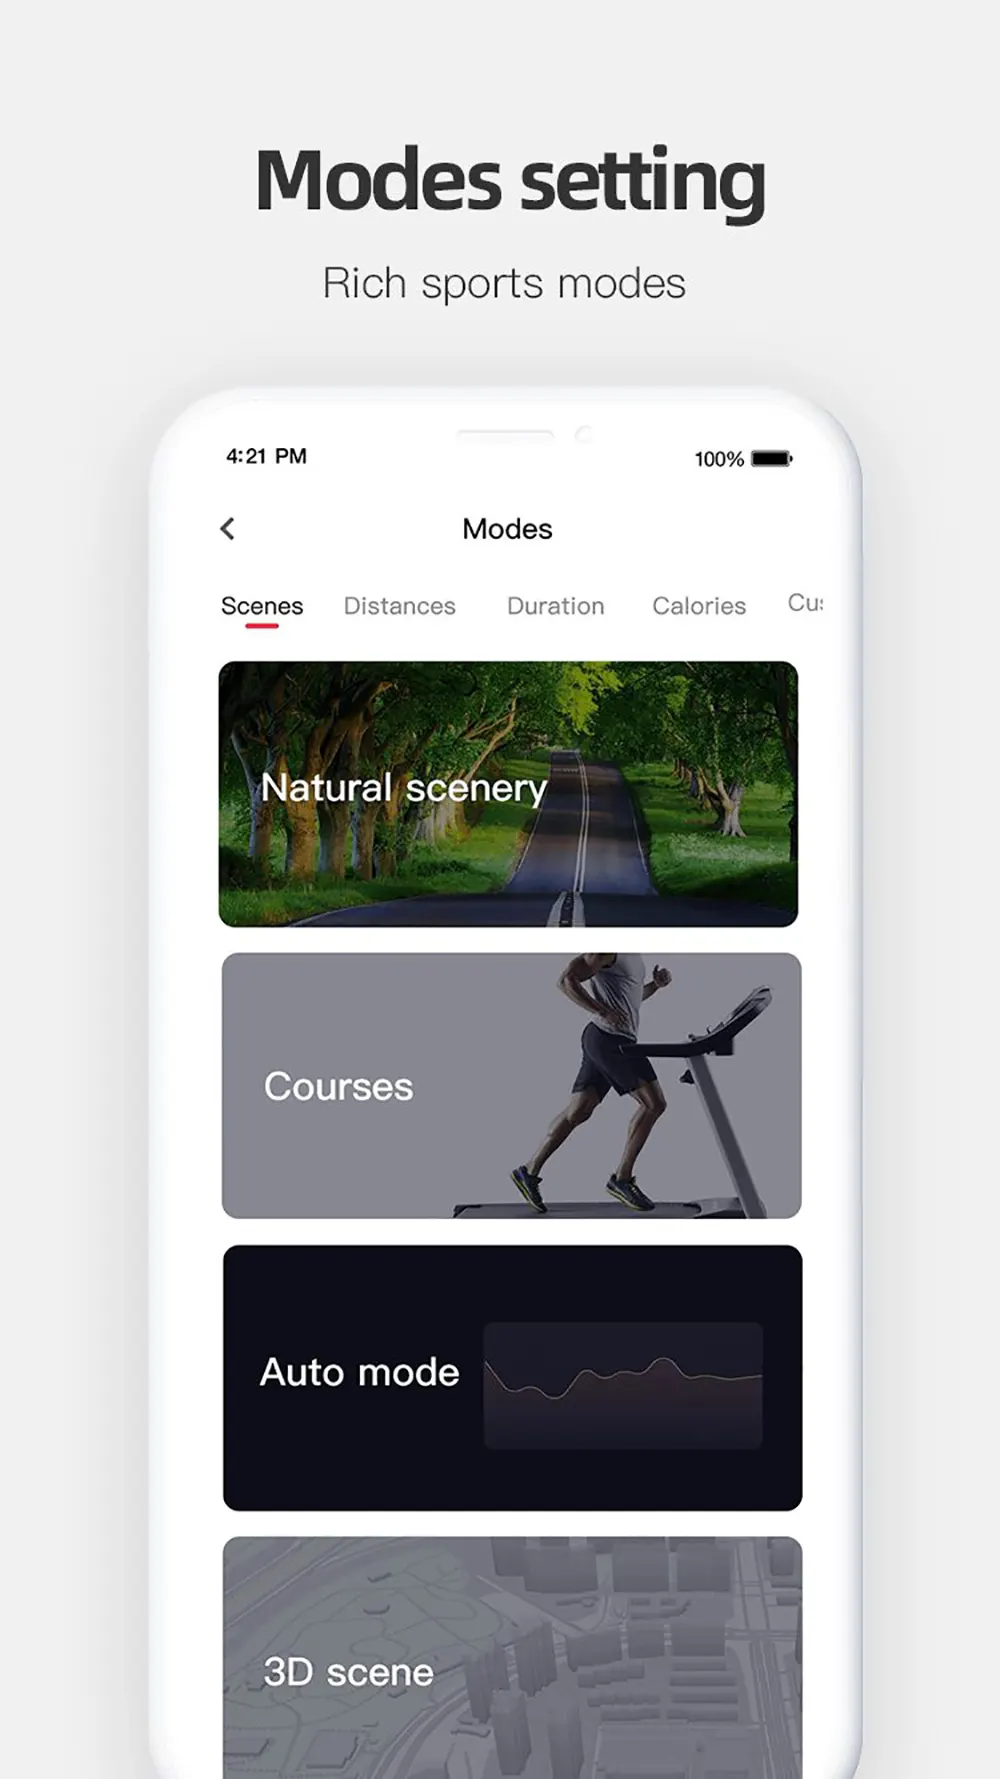 Modes setting
Rich sports modes
4:21 PM
100%
Modes
Scenes Distances Duration Calories
Natural scenery
Courses
Auto mode
3D scene